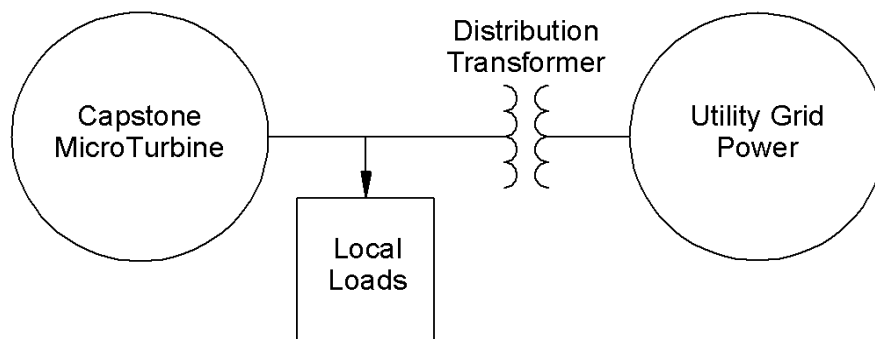 Distribution
Transformer
Capstone
MicroTurbine
Utility Grid
Power
Local
Loads